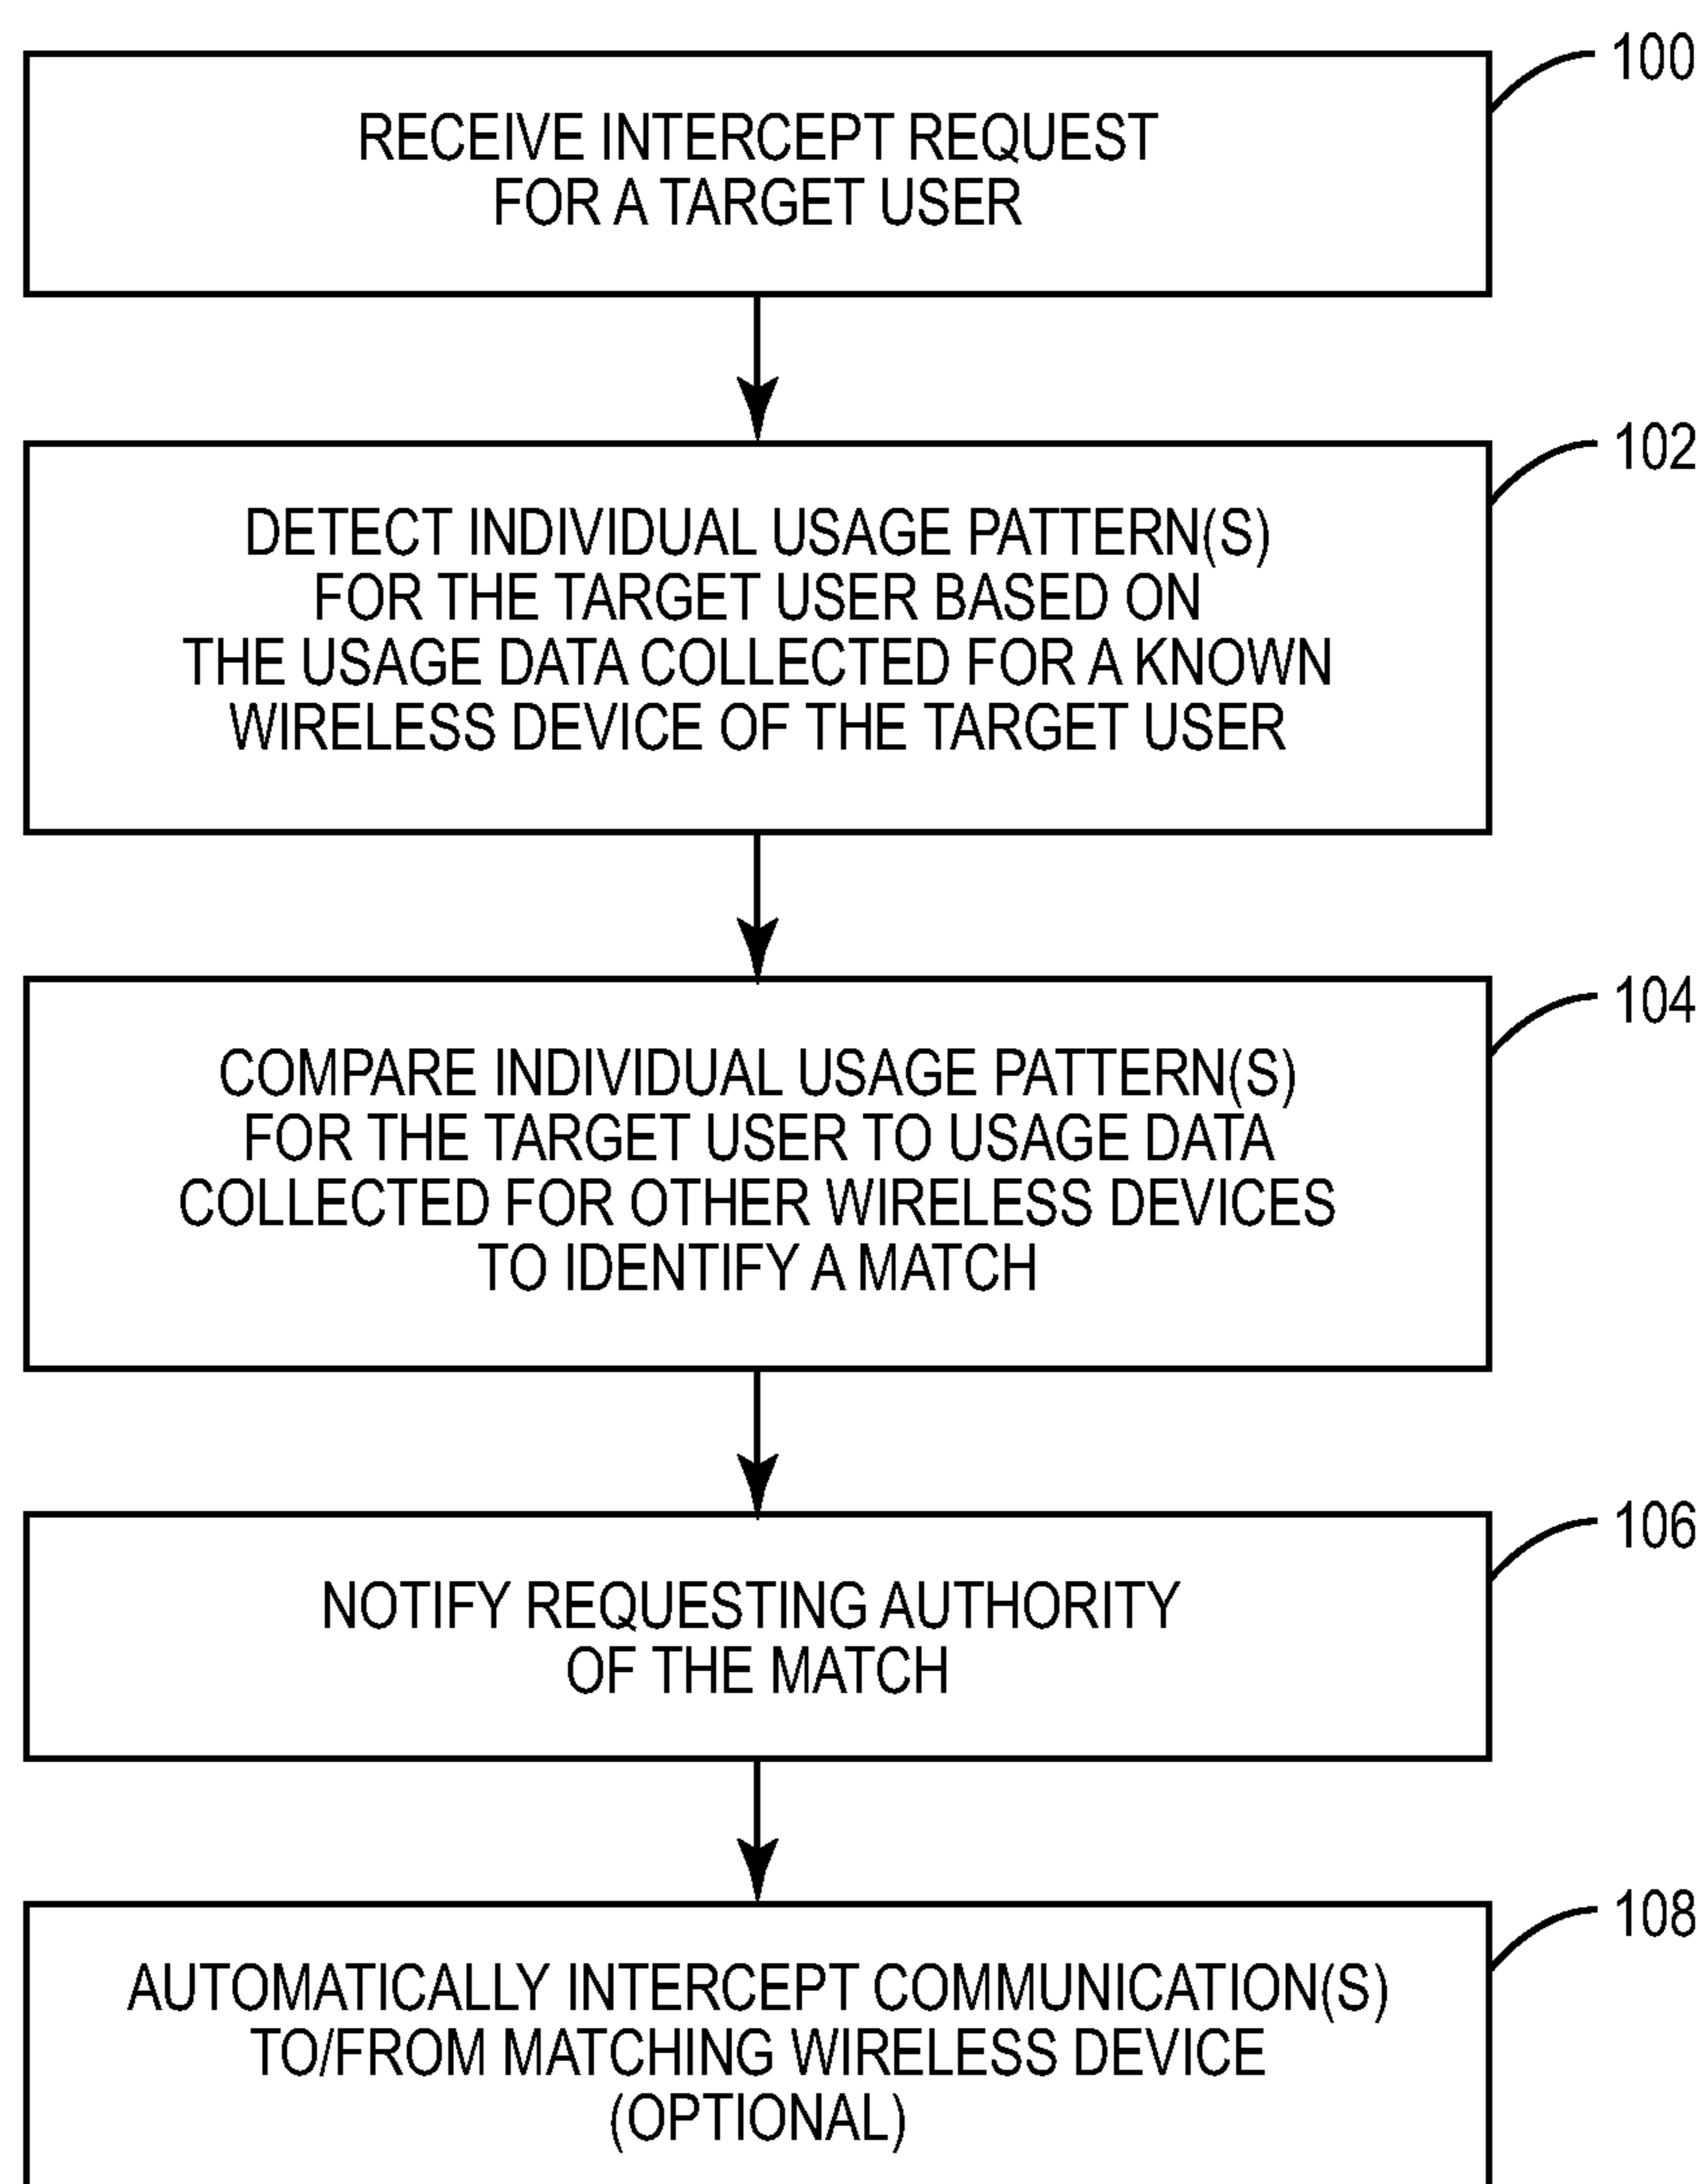 100
RECEIVE INTERCEPT REQUEST
FOR A TARGET USER
102
DETECT INDIVIDUAL USAGE PATTERN(S)
FOR THE TARGET USER BASED ON
THE USAGE DATA COLLECTED FOR A KNOWN
WIRELESS DEVICE OF THE TARGET USER
104
COMPARE INDIVIDUAL USAGE PATTERN(S)
FOR THE TARGET USER TO USAGE DATA
COLLECTED FOR OTHER WIRELESS DEVICES
TO IDENTIFY A MATCH
106
NOTIFY REQUESTING AUTHORITY
OF THE MATCH
108
AUTOMATICALLY INTERCEPT COMMUNICATION(S)
TO/FROM MATCHING WIRELESS DEVICE
(OPTIONAL)